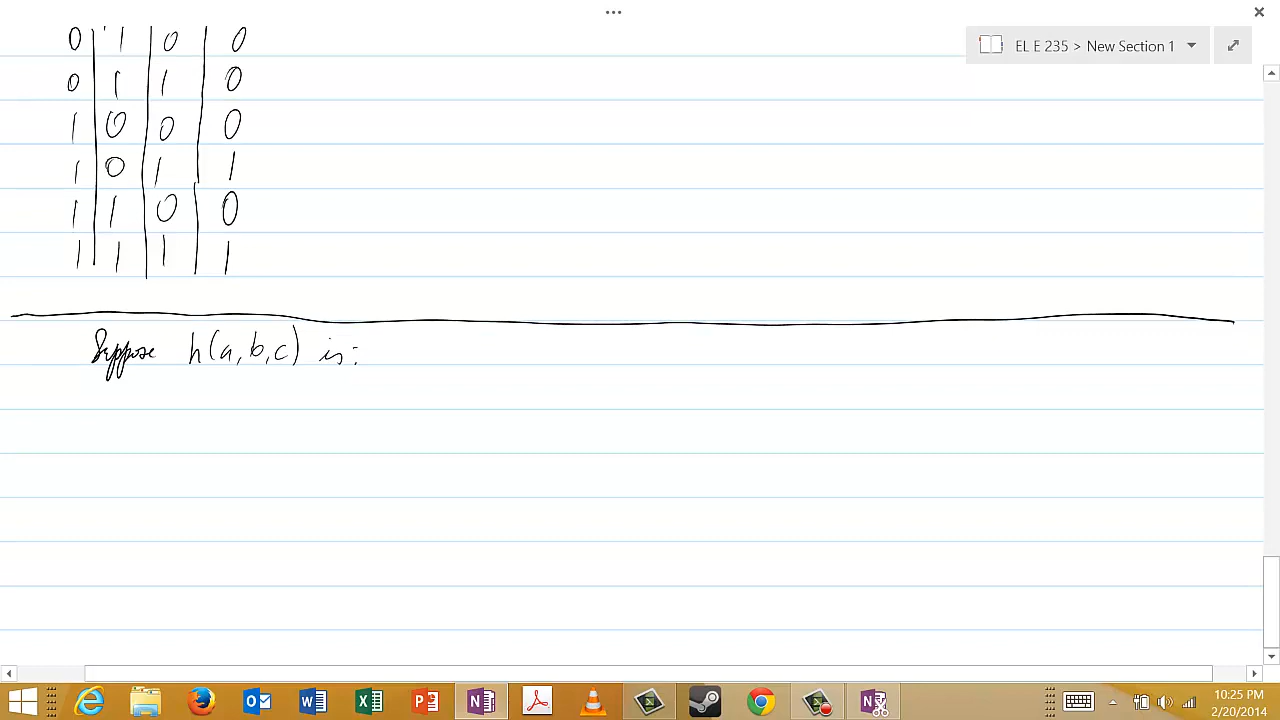 ...
EL E 235 > New Section 1
0 1 0 0
0 1 1 0
1 0 0 0
1 0 1 1
1 1 0 0
1 1 1 1
Suppose h(a,b,c) is:
10:25 PM
2/20/2014